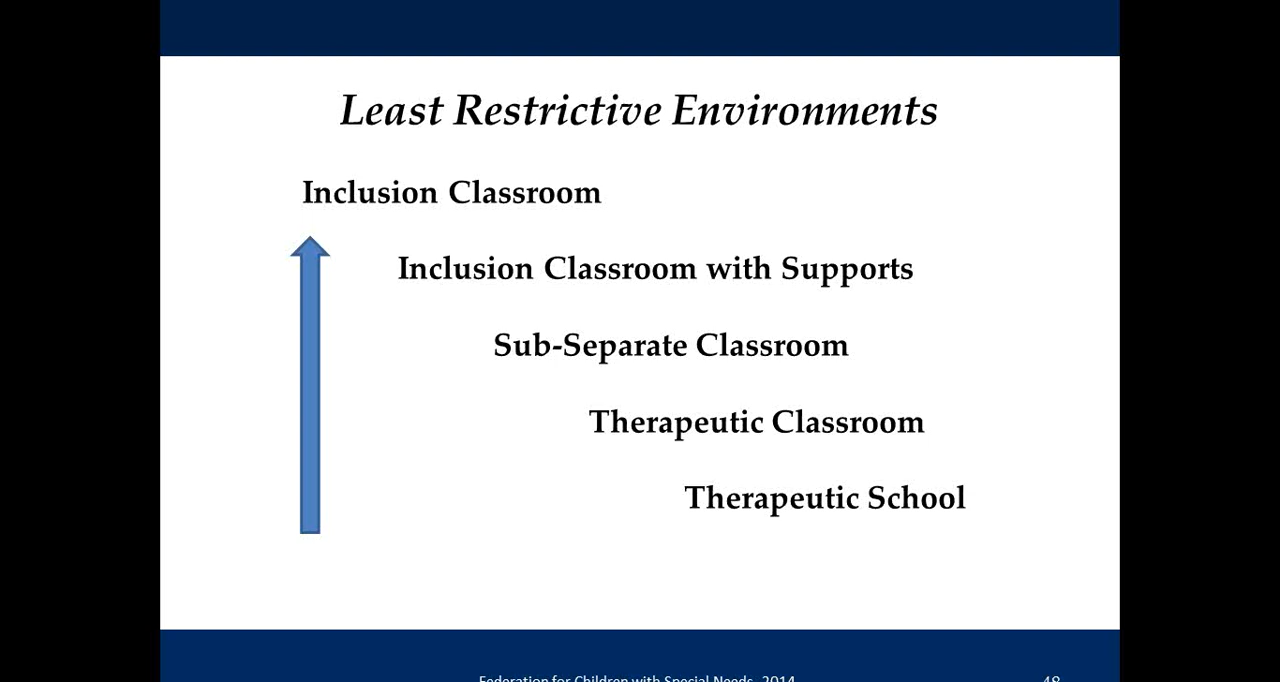 Least Restrictive Environments
Inclusion Classroom
Inclusion Classroom with Supports
Sub-Separate Classroom
Therapeutic Classroom
Therapeutic School
Federation for Children with Special Needs, 2014
48